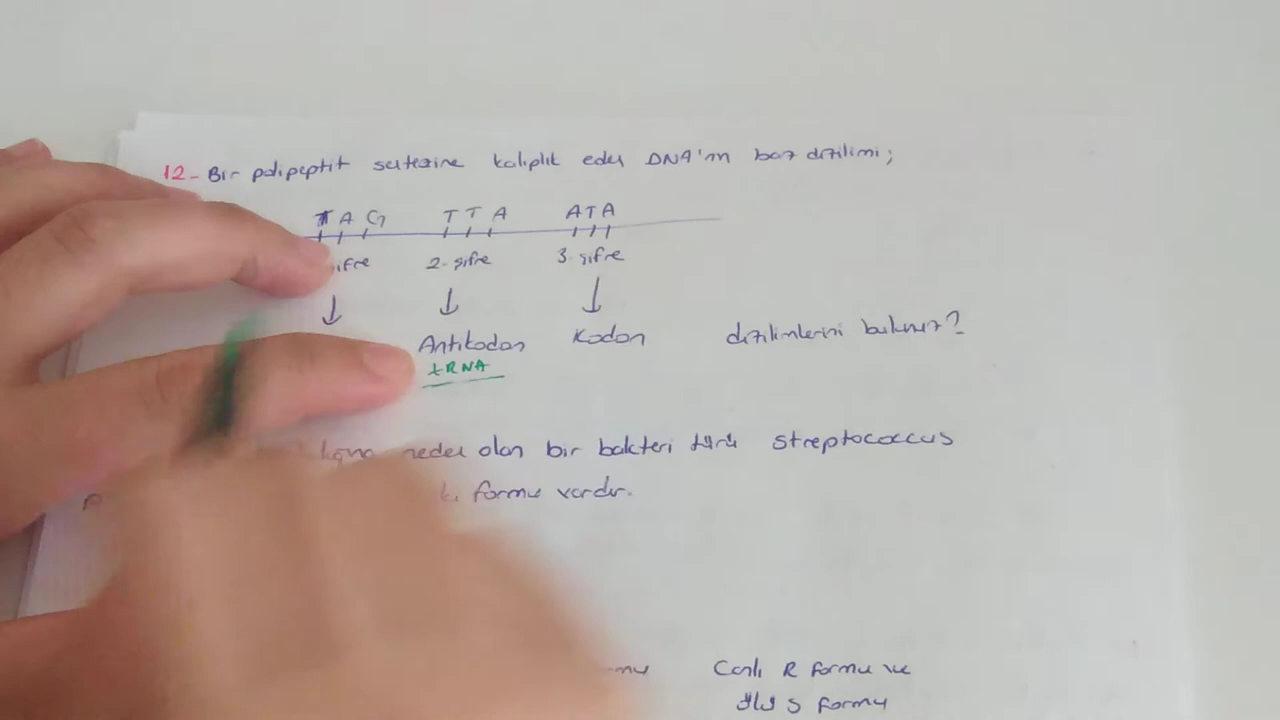 12- Bir polipeptit sentezine kalıplık eden DNA'nın baz dizilimi;
T A G T T A A T A
2. şifre 3. şifre
Antikodon Kodon dizilimlerini bulunuz?
tRNA
neden olan bir bakteri türü streptococcus
formu vardır.
Canlı R formu ve
ölü S formu